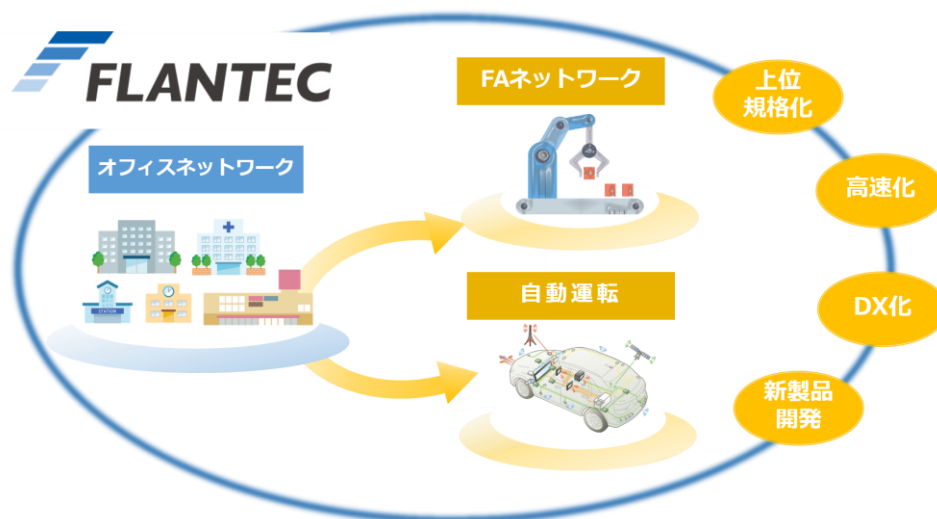 FLANTEC
オフィスネットワーク
STATION
FAネットワーク
自動運転
上位
規格化
高速化
DX化
新製品
開発